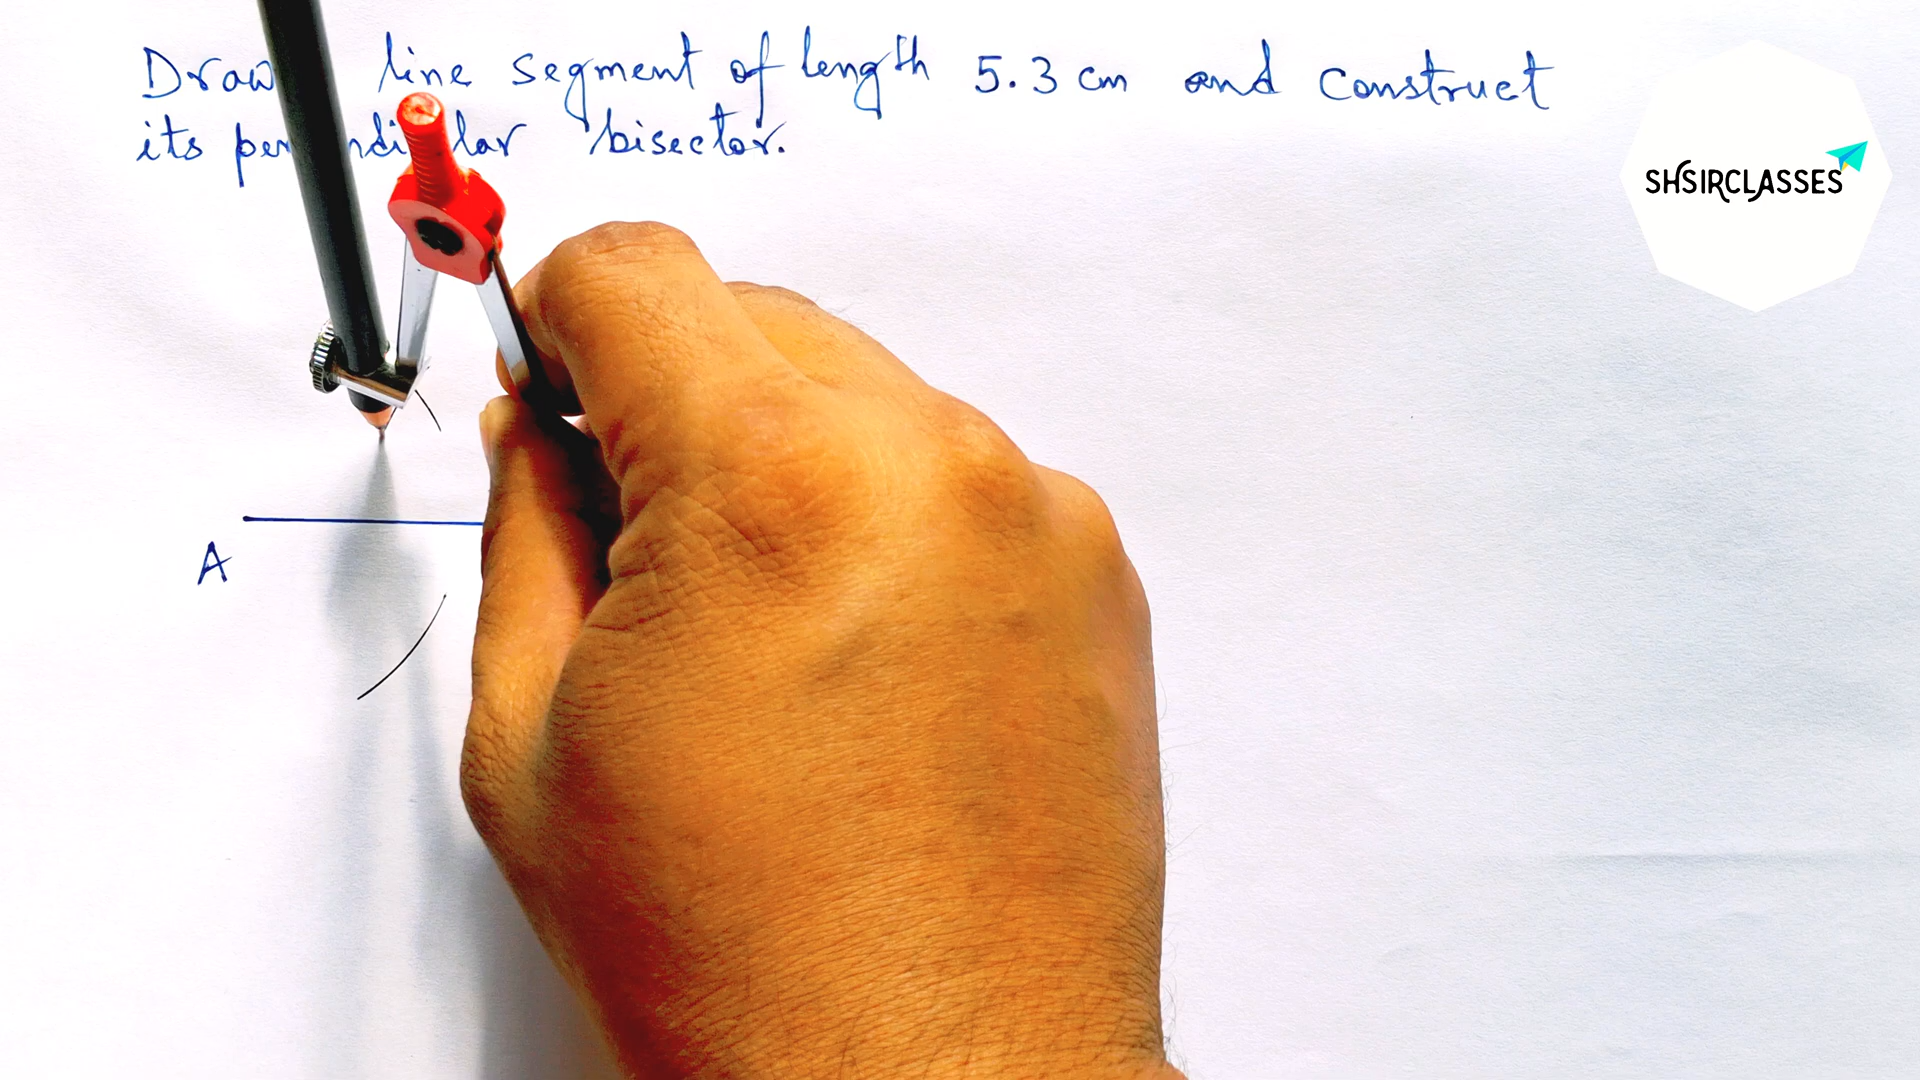 Draw line segment of length 5.3 cm and construct
its bisector.
SHSIRCLASSES
A